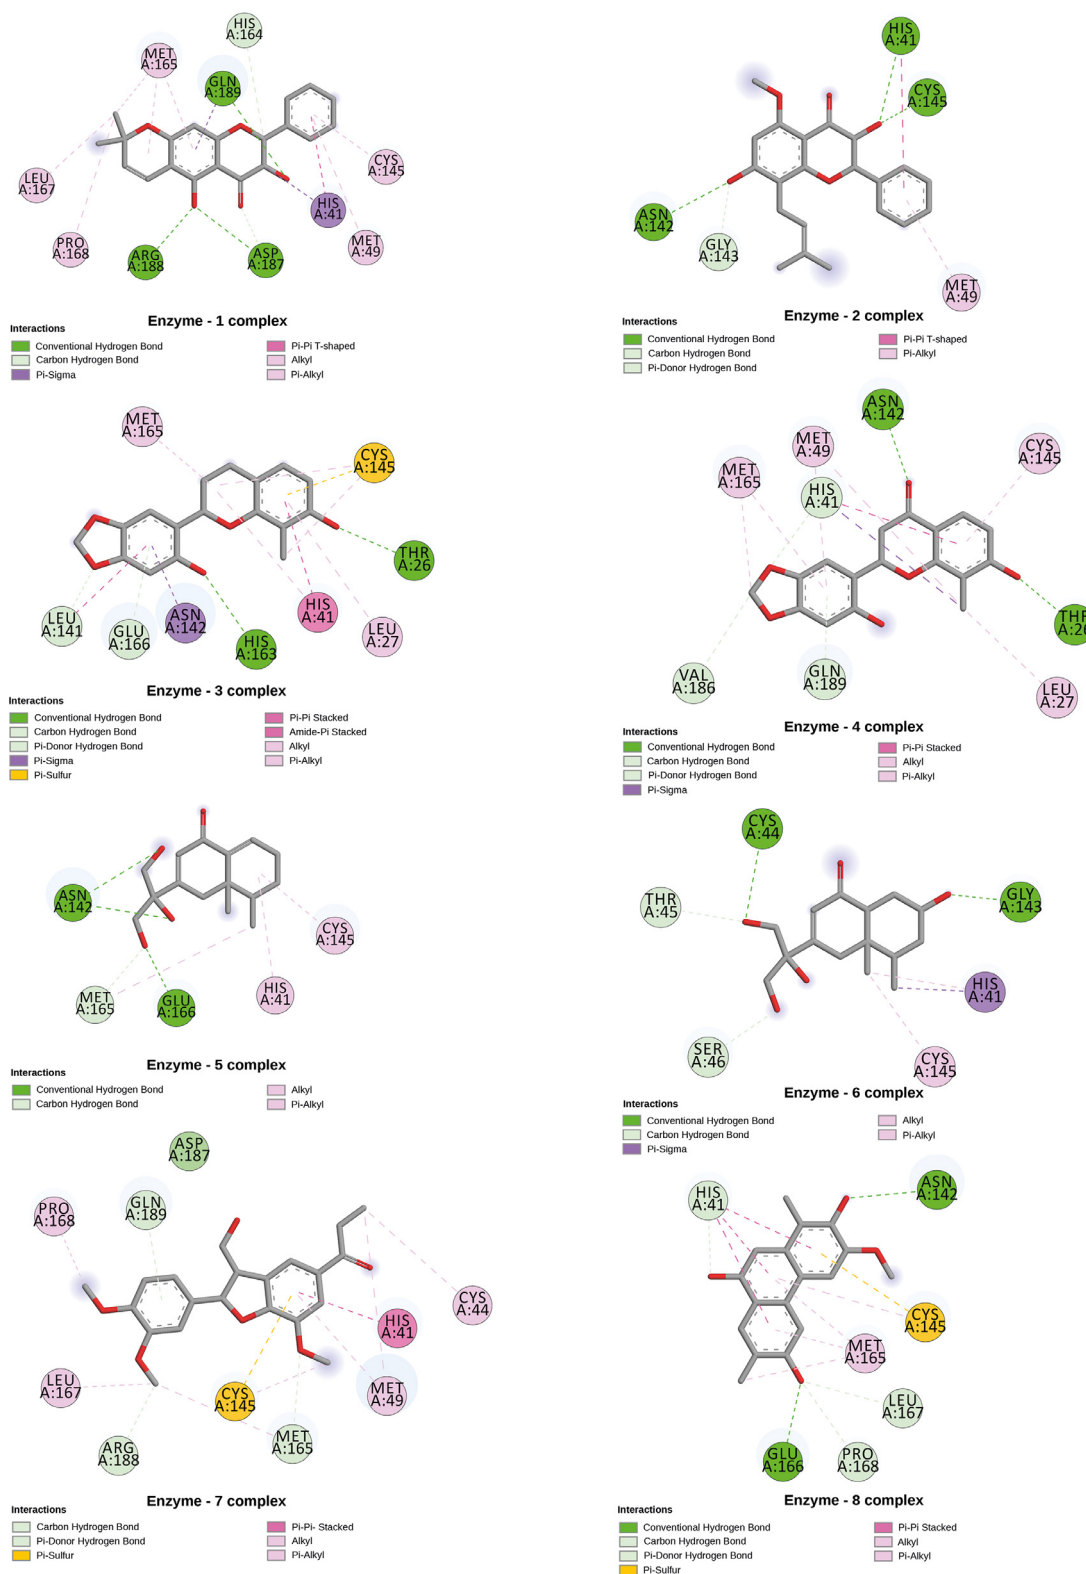 HIS
A:164
MET
A:165
GLN
A:189
LEU
A:167
CYS
A:145
HIS
A:41
PRO
A:168
ARG
A:188
ASP
A:187
MET
A:49
Enzyme - 1 complex
Interactions
Conventional Hydrogen Bond
Carbon Hydrogen Bond
Pi-Sigma
Pi-Pi T-shaped
Alkyl
Pi-Alkyl
HIS
A:41
CYS
A:145
ASN
A:142
GLY
A:143
MET
A:49
Enzyme - 2 complex
Interactions
Conventional Hydrogen Bond
Carbon Hydrogen Bond
Pi-Donor Hydrogen Bond
Pi-Pi T-shaped
Pi-Alkyl
MET
A:165
CYS
A:145
THR
A:26
LEU
A:141
GLU
A:166
ASN
A:142
HIS
A:163
HIS
A:41
LEU
A:27
Enzyme - 3 complex
Interactions
Conventional Hydrogen Bond
Carbon Hydrogen Bond
Pi-Donor Hydrogen Bond
Pi-Sigma
Pi-Sulfur
Pi-Pi Stacked
Amide-Pi Stacked
Alkyl
Pi-Alkyl
ASN
A:142
MET
A:49
CYS
A:145
MET
A:165
HIS
A:41
THR
A:26
VAL
A:186
GLN
A:189
LEU
A:27
Enzyme - 4 complex
Interactions
Conventional Hydrogen Bond
Carbon Hydrogen Bond
Pi-Donor Hydrogen Bond
Pi-Sigma
Pi-Pi Stacked
Alkyl
Pi-Alkyl
ASN
A:142
CYS
A:145
MET
A:165
GLU
A:166
HIS
A:41
Enzyme - 5 complex
Interactions
Conventional Hydrogen Bond
Carbon Hydrogen Bond
Alkyl
Pi-Alkyl
CYS
A:44
THR
A:45
GLY
A:143
HIS
A:41
SER
A:46
CYS
A:145
Enzyme - 6 complex
Interactions
Conventional Hydrogen Bond
Carbon Hydrogen Bond
Pi-Sigma
Alkyl
Pi-Alkyl
ASP
A:187
PRO
A:168
GLN
A:189
CYS
A:44
HIS
A:41
LEU
A:167
CYS
A:145
MET
A:49
ARG
A:188
MET
A:165
Enzyme - 7 complex
Interactions
Carbon Hydrogen Bond
Pi-Donor Hydrogen Bond
Pi-Sulfur
Pi-Pi- Stacked
Alkyl
Pi-Alkyl
HIS
A:41
ASN
A:142
CYS
A:145
MET
A:165
LEU
A:167
GLU
A:166
PRO
A:168
Enzyme - 8 complex
Interactions
Conventional Hydrogen Bond
Carbon Hydrogen Bond
Pi-Donor Hydrogen Bond
Pi-Sulfur
Pi-Pi Stacked
Alkyl
Pi-Alkyl